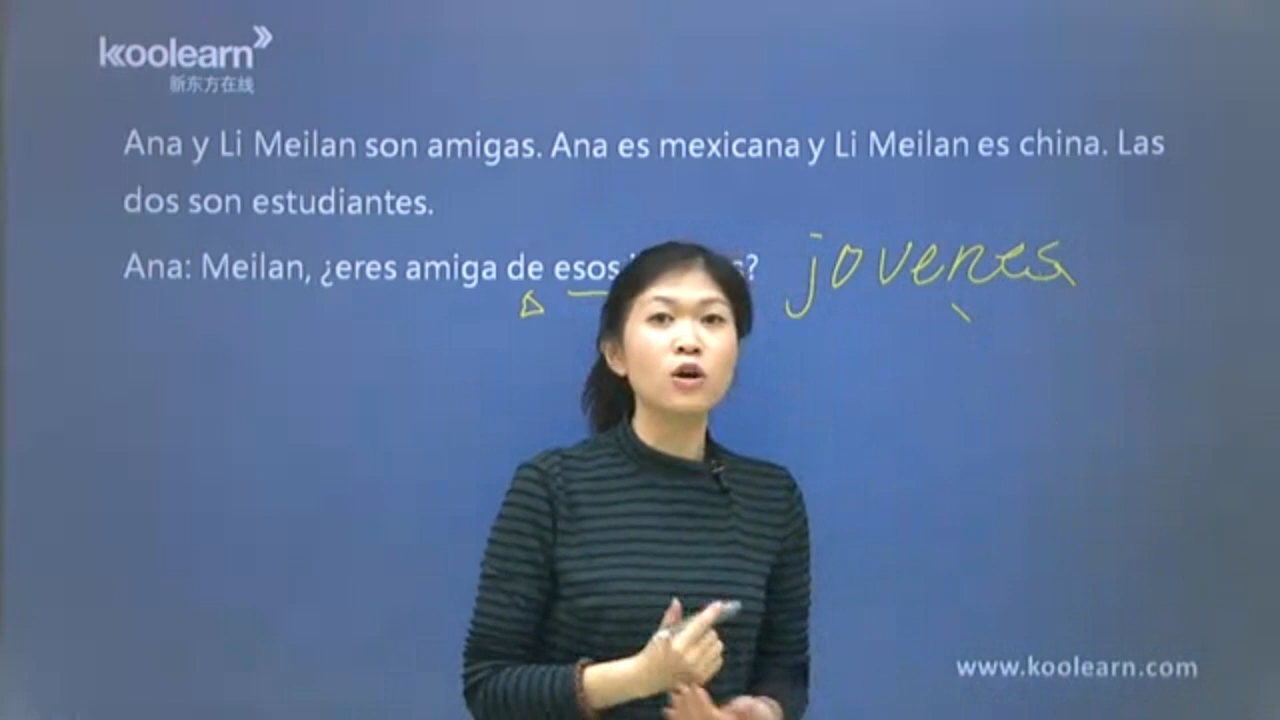 koolearn
新东方在线
Ana y Li Meilan son amigas. Ana es mexicana y Li Meilan es china. Las
dos son estudiantes.
Ana: Meilan, ¿eres amiga de esos ?
jovenes
www.koolearn.com